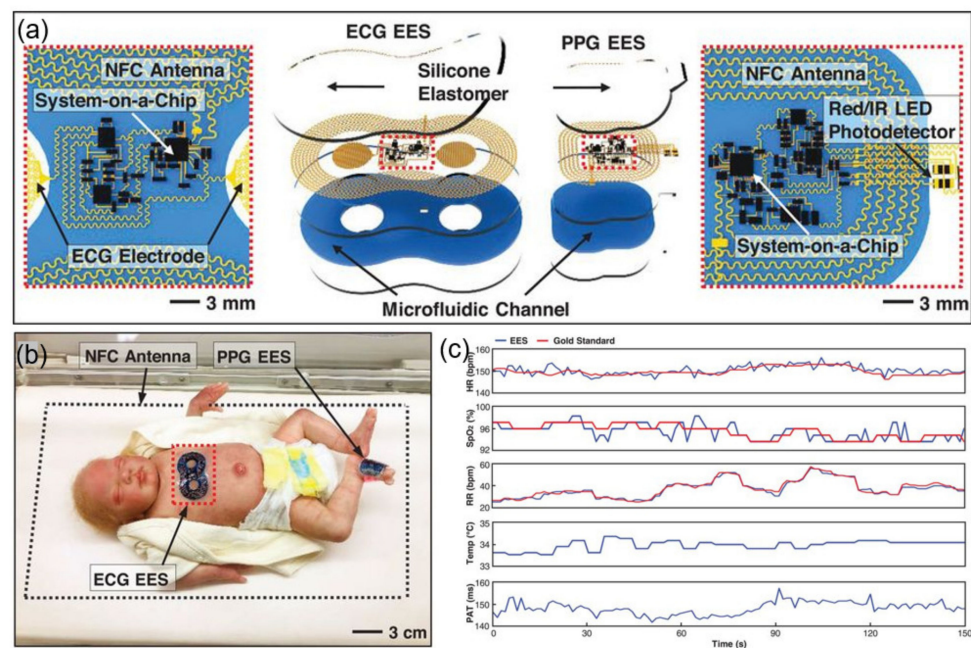 (a)
ECG EES
PPG EES
NFC Antenna
System-on-a-Chip
ECG Electrode
3 mm
Silicone
Elastomer
Microfluidic Channel
NFC Antenna
Red/IR LED
Photodetector
System-on-a-Chip
3 mm
(b)
NFC Antenna
PPG EES
ECG EES
3 cm
(c)
EES
Gold Standard
HR (bpm)
160
150
140
SpO₂ (%)
100
96
92
RR (bpm)
60
40
20
Temp (°C)
35
34
33
PAT (ms)
160
150
140
0
30
60
90
120
150
Time (s)